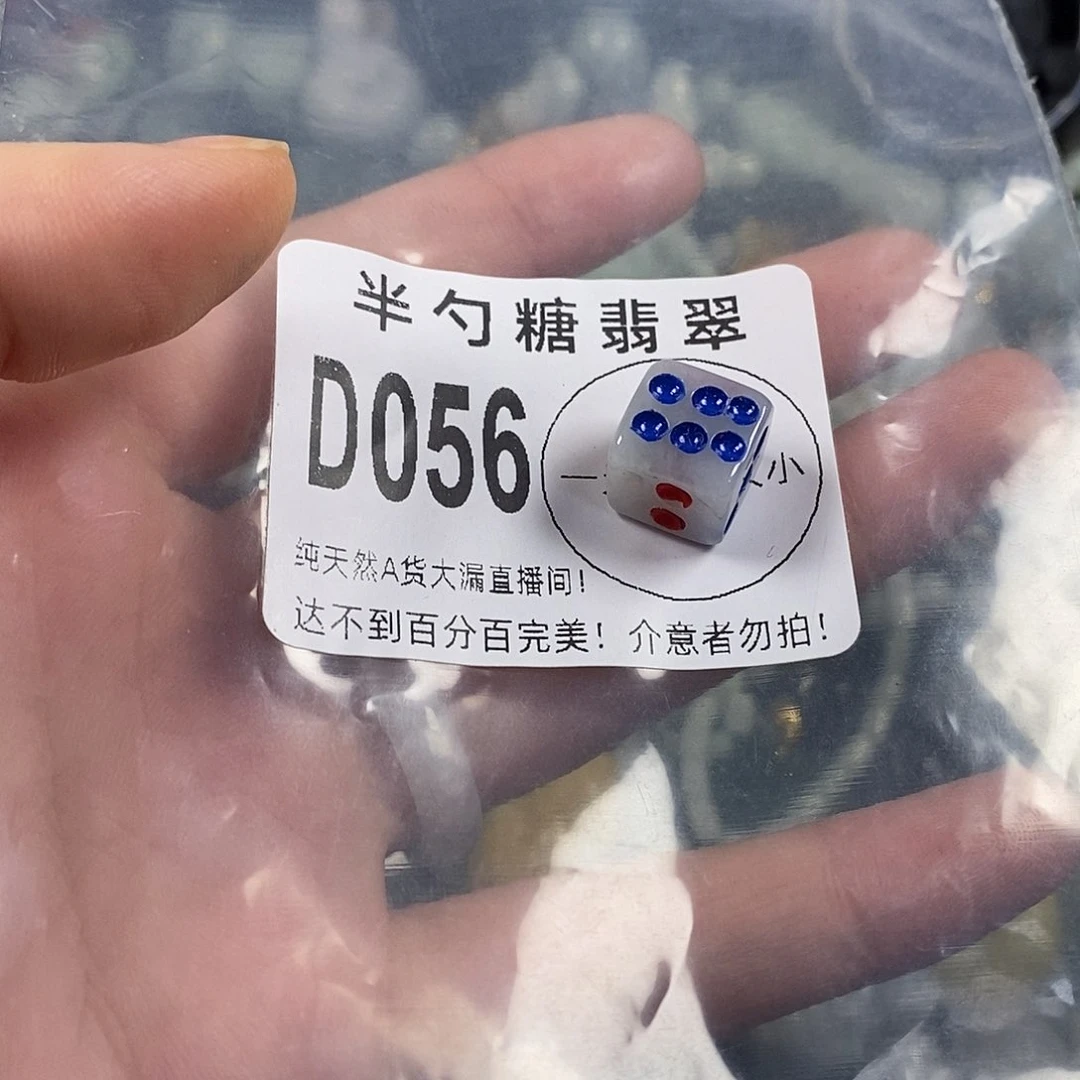 半勺糖翡翠
D056
一
小
纯天然A货大漏直播间！
达不到百分百完美！介意者勿拍！